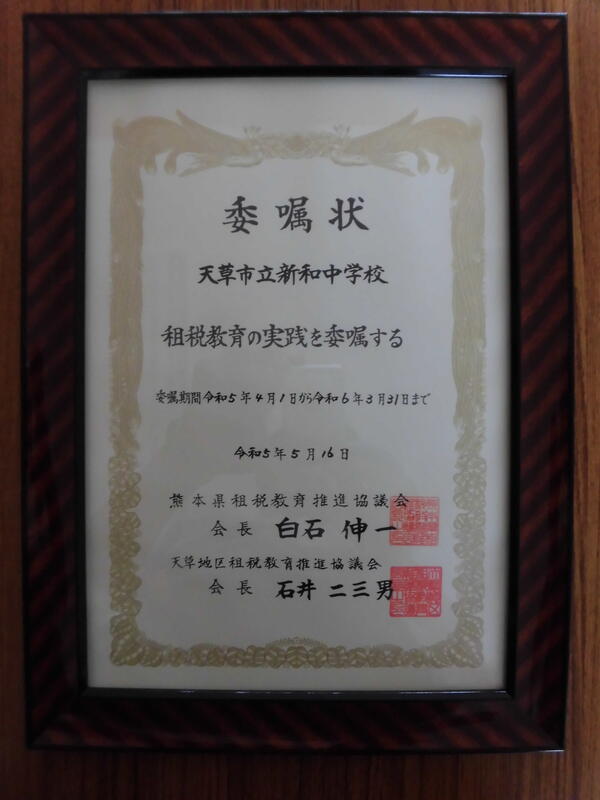 委嘱状
天草市立新和中学校
租税教育の実践を委嘱する
委嘱期間令和5年4月1日から令和6年3月31日まで
令和5年5月16日
熊本県租税教育推進協議会
会長 白石 伸一
天草地区租税教育推進協議会
会長 石井 二三男